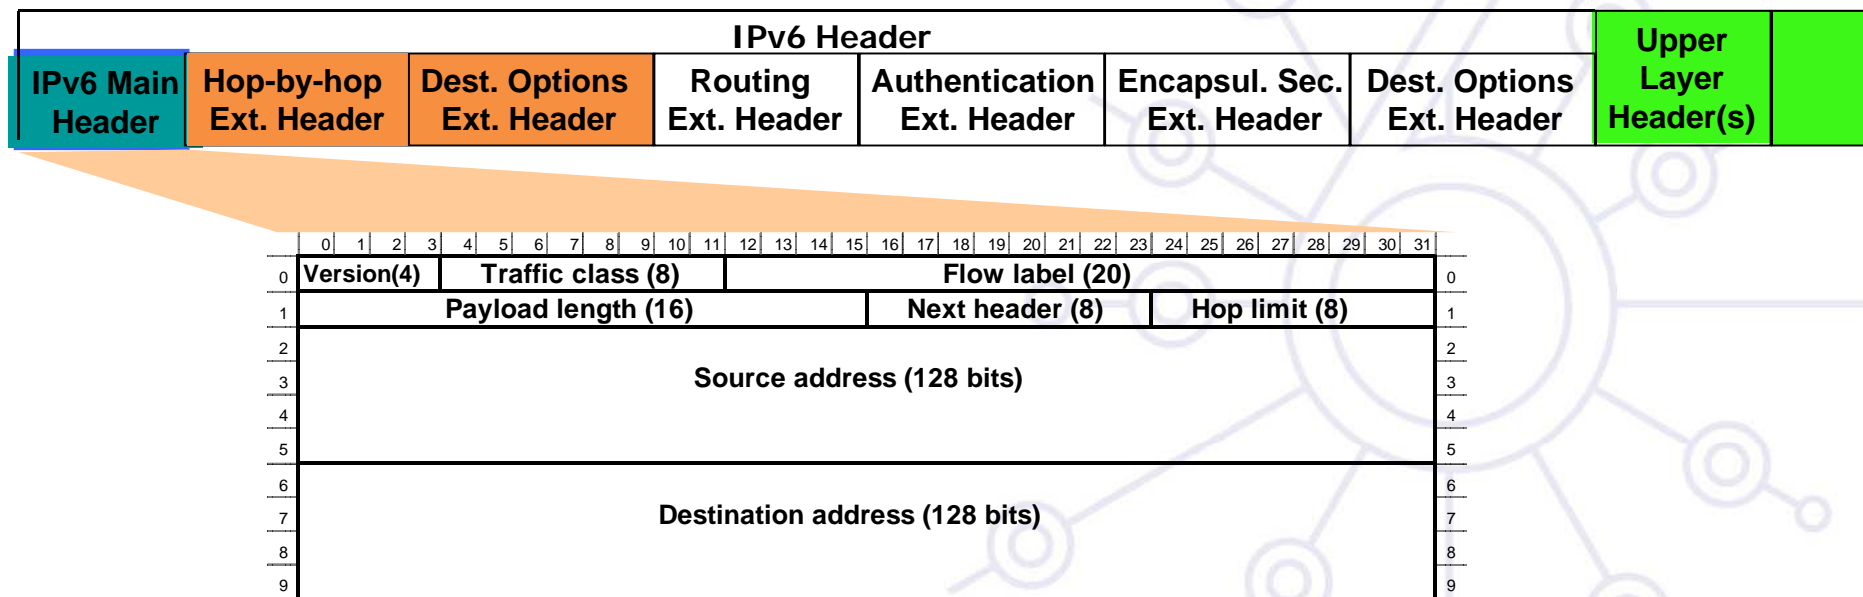 IPv6 Header
IPv6 Main
Header
Hop-by-hop
Ext. Header
Dest. Options
Ext. Header
Routing
Ext. Header
Authentication
Ext. Header
Encapsul. Sec.
Ext. Header
Dest. Options
Ext. Header
Upper
Layer
Header(s)
0 1 2 3 4 5 6 7 8 9 10 11 12 13 14 15 16 17 18 19 20 21 22 23 24 25 26 27 28 29 30 31
0 Version(4) Traffic class (8) Flow label (20) 0
1 Payload length (16) Next header (8) Hop limit (8) 1
2 2
3 Source address (128 bits) 3
4 4
5 5
6 6
7 Destination address (128 bits) 7
8 8
9 9